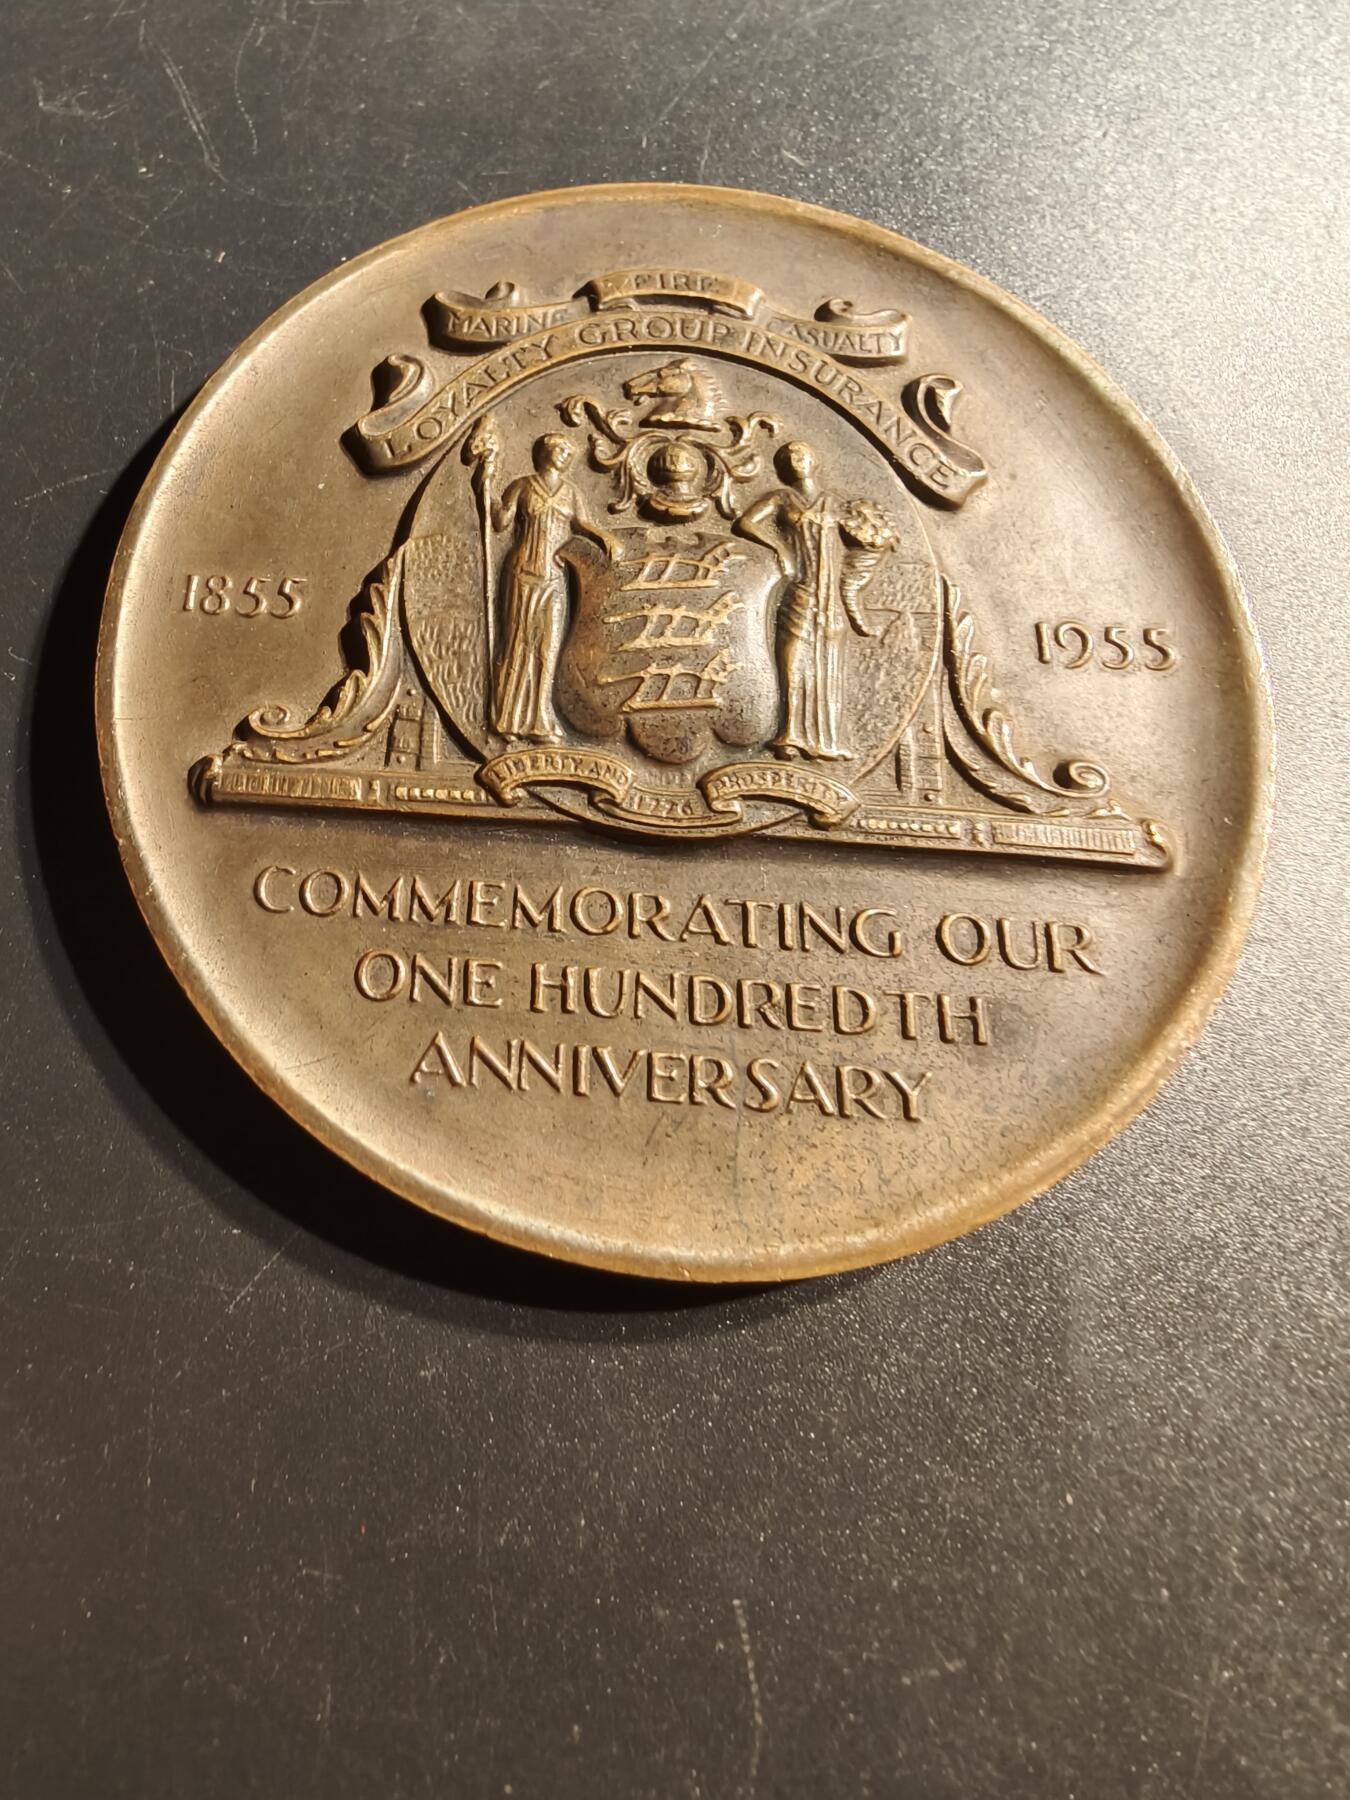 FIRE
MARINE CASUALTY
LOYALTY GROUP INSURANCE
1855
1955
LIBERTY AND PROSPERITY
1776
COMMEMORATING OUR
ONE HUNDREDTH
ANNIVERSARY